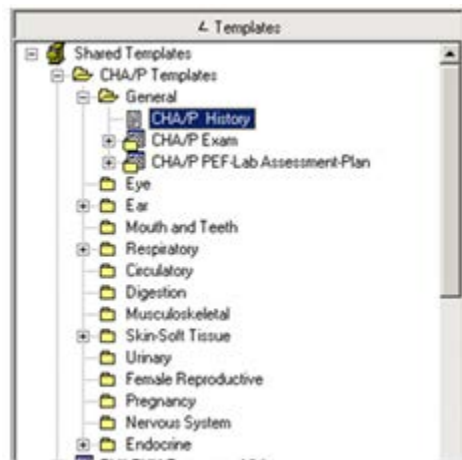 Templates
Shared Templates
CHA/P Templates
General
CHA/P History
CHA/P Exam
CHA/P PEF-Lab Assessment-Plan
Eye
Ear
Mouth and Teeth
Respiratory
Circulatory
Digestion
Musculoskeletal
Skin-Soft Tissue
Urinary
Female Reproductive
Pregnancy
Nervous System
Endocrine